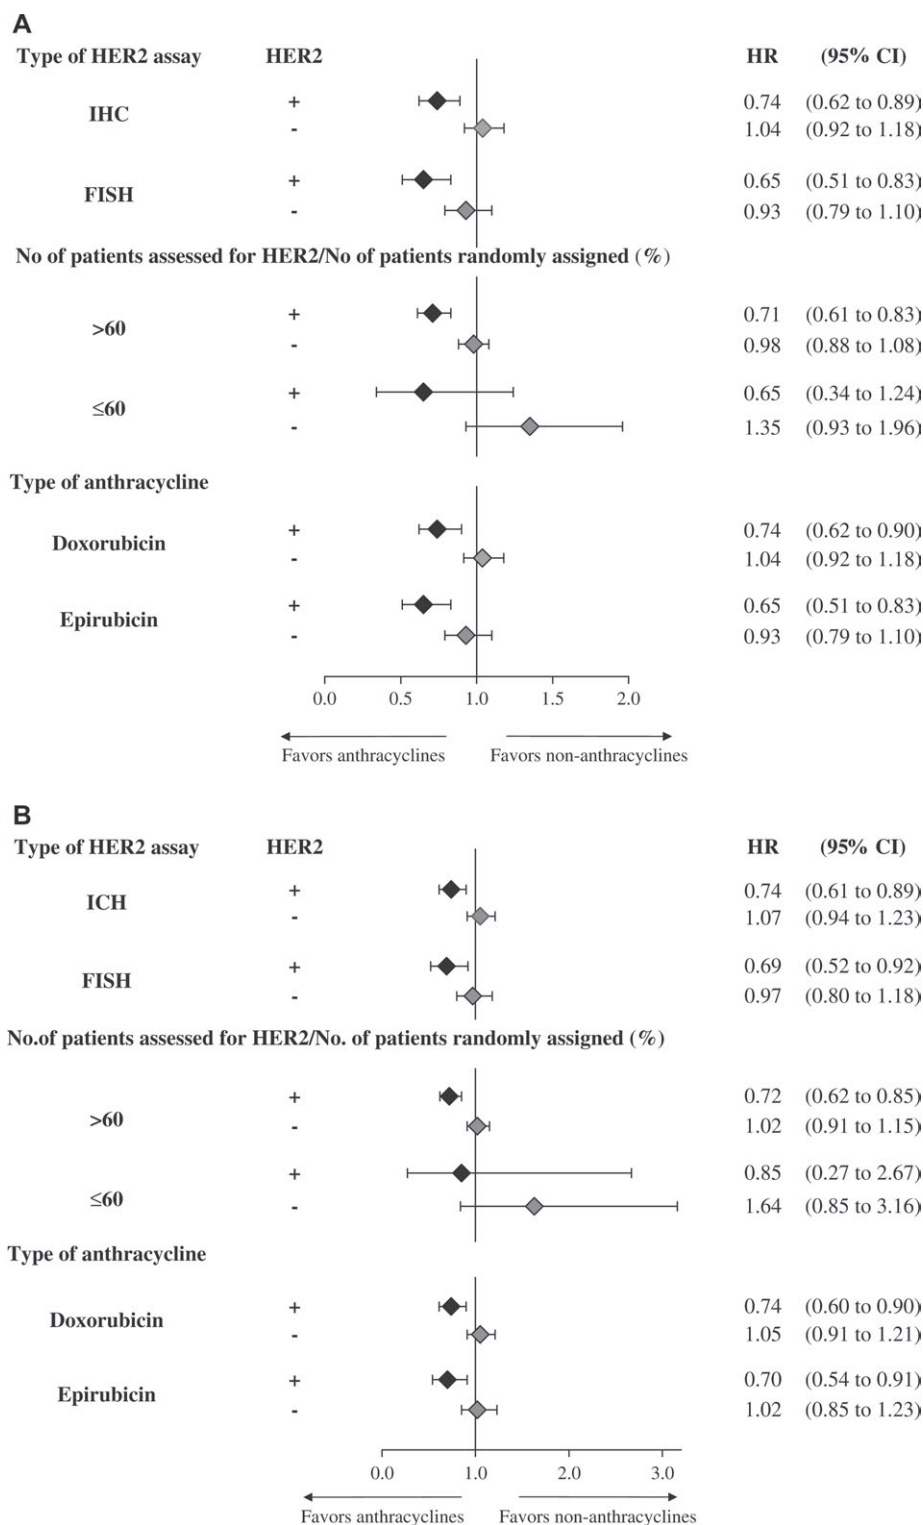 A
Type of HER2 assay HER2 HR (95% CI)
IHC
+ 0.74 (0.62 to 0.89)
- 1.04 (0.92 to 1.18)
FISH
+ 0.65 (0.51 to 0.83)
- 0.93 (0.79 to 1.10)
No of patients assessed for HER2/No of patients randomly assigned (%)
>60
+ 0.71 (0.61 to 0.83)
- 0.98 (0.88 to 1.08)
≤60
+ 0.65 (0.34 to 1.24)
- 1.35 (0.93 to 1.96)
Type of anthracycline
Doxorubicin
+ 0.74 (0.62 to 0.90)
- 1.04 (0.92 to 1.18)
Epirubicin
+ 0.65 (0.51 to 0.83)
- 0.93 (0.79 to 1.10)
0.0 0.5 1.0 1.5 2.0
Favors anthracyclines Favors non-anthracyclines
B
Type of HER2 assay HER2 HR (95% CI)
ICH
+ 0.74 (0.61 to 0.89)
- 1.07 (0.94 to 1.23)
FISH
+ 0.69 (0.52 to 0.92)
- 0.97 (0.80 to 1.18)
No.of patients assessed for HER2/No. of patients randomly assigned (%)
>60
+ 0.72 (0.62 to 0.85)
- 1.02 (0.91 to 1.15)
≤60
+ 0.85 (0.27 to 2.67)
- 1.64 (0.85 to 3.16)
Type of anthracycline
Doxorubicin
+ 0.74 (0.60 to 0.90)
- 1.05 (0.91 to 1.21)
Epirubicin
+ 0.70 (0.54 to 0.91)
- 1.02 (0.85 to 1.23)
0.0 1.0 2.0 3.0
Favors anthracyclines Favors non-anthracyclines